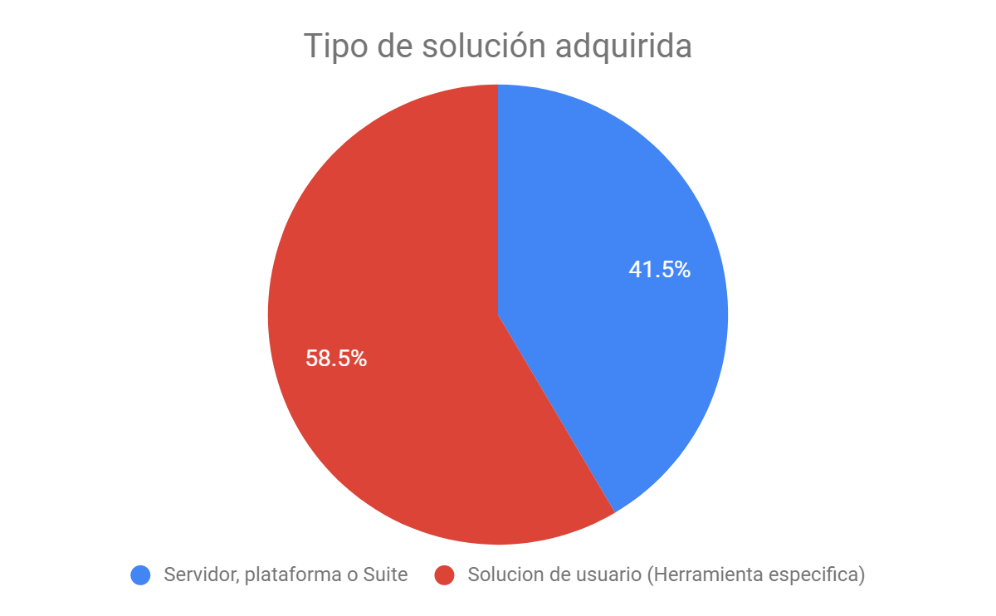 Tipo de solución adquirida
41.5%
58.5%
Servidor, plataforma o Suite
Solucion de usuario (Herramienta especifica)